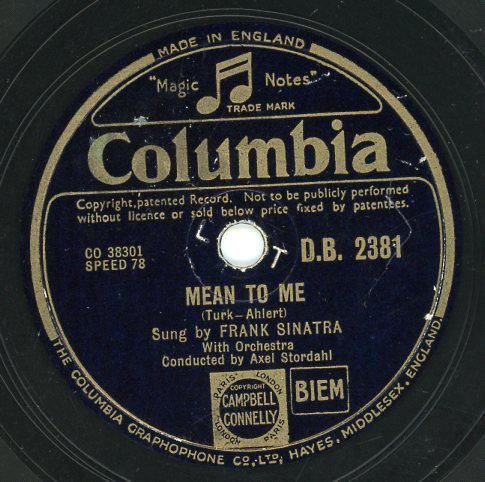 MADE IN ENGLAND
"Magic Notes"
TRADE MARK
Columbia
Copyright, patented Record. Not to be publicly performed
without licence or sold below price fixed by patentees.
L T
CO 38301
SPEED 78
D.B. 2381
MEAN TO ME
(Turk—Ahlert)
Sung by FRANK SINATRA
With Orchestra
Conducted by Axel Stordahl
PARIS·LONDON
COPYRIGHT
CAMPBELL
CONNELLY
LONDON PARIS
BIEM
THE COLUMBIA GRAPHOPHONE CO., LTD., HAYES, MIDDLESEX, ENGLAND.